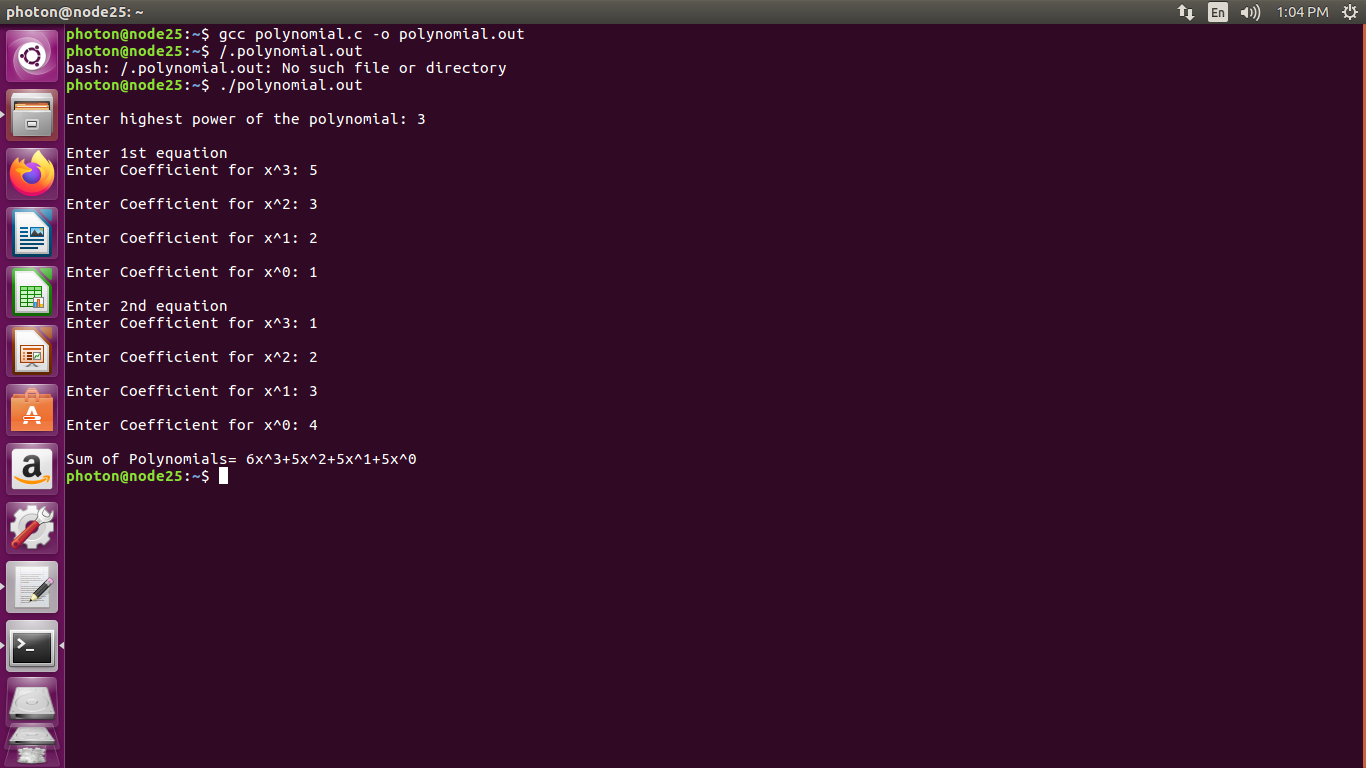 photon@node25: ~
En
1:04 PM
photon@node25:~$ gcc polynomial.c -o polynomial.out
photon@node25:~$ /.polynomial.out
bash: /.polynomial.out: No such file or directory
photon@node25:~$ ./polynomial.out
Enter highest power of the polynomial: 3
Enter 1st equation
Enter Coefficient for x^3: 5
Enter Coefficient for x^2: 3
Enter Coefficient for x^1: 2
Enter Coefficient for x^0: 1
Enter 2nd equation
Enter Coefficient for x^3: 1
Enter Coefficient for x^2: 2
Enter Coefficient for x^1: 3
Enter Coefficient for x^0: 4
Sum of Polynomials= 6x^3+5x^2+5x^1+5x^0
photon@node25:~$